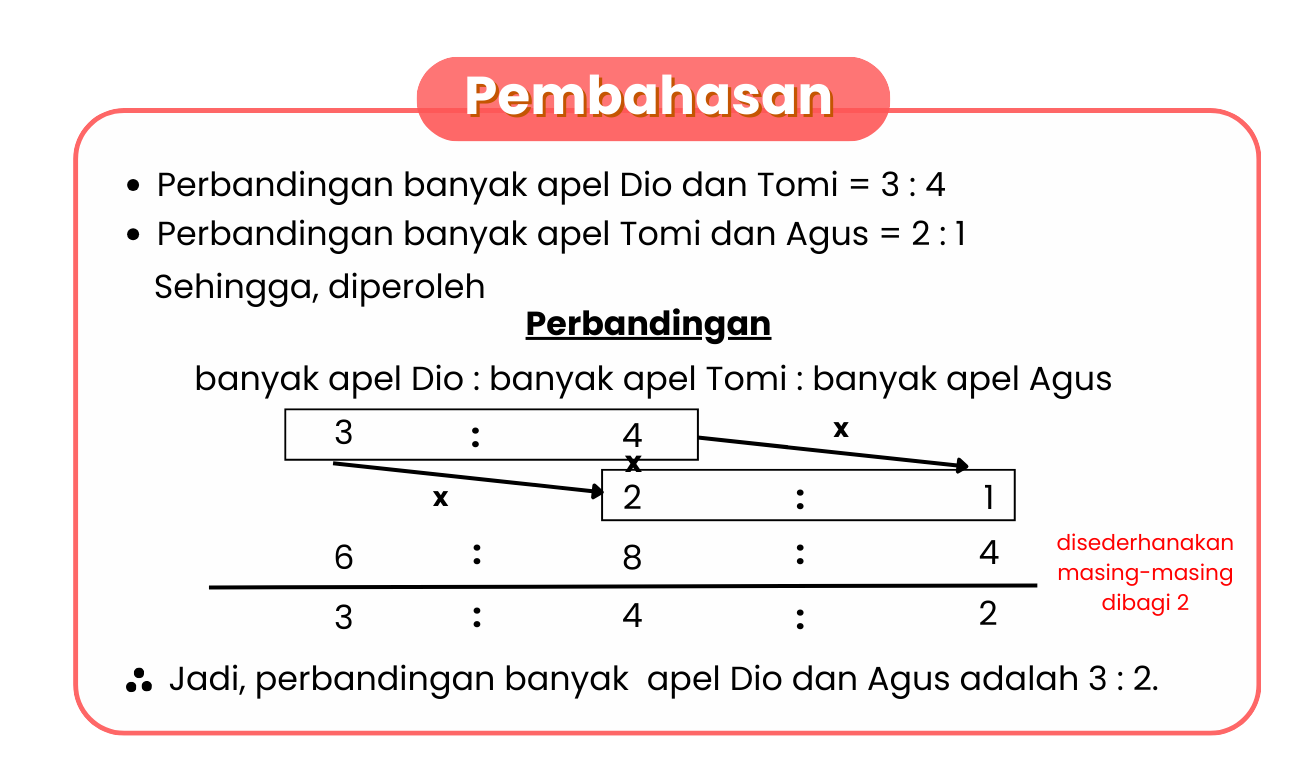 Pembahasan
• Perbandingan banyak apel Dio dan Tomi = 3 : 4
• Perbandingan banyak apel Tomi dan Agus = 2 : 1
Sehingga, diperoleh
Perbandingan
banyak apel Dio : banyak apel Tomi : banyak apel Agus
3 : 4 x
x
x 2 : 1
6 : 8 : 4
disederhanakan
masing-masing
dibagi 2
3 : 4 : 2
Jadi, perbandingan banyak apel Dio dan Agus adalah 3 : 2.